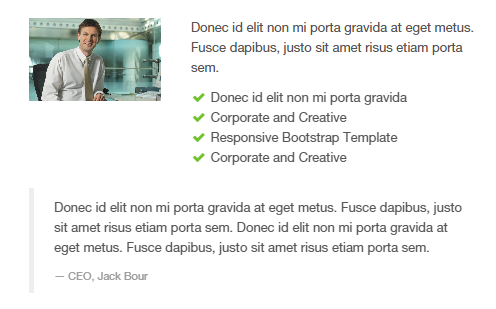 Donec id elit non mi porta gravida at eget metus.
Fusce dapibus, justo sit amet risus etiam porta
sem.
Donec id elit non mi porta gravida
Corporate and Creative
Responsive Bootstrap Template
Corporate and Creative
Donec id elit non mi porta gravida at eget metus. Fusce dapibus, justo
sit amet risus etiam porta sem. Donec id elit non mi porta gravida at
eget metus. Fusce dapibus, justo sit amet risus etiam porta sem.
— CEO, Jack Bour